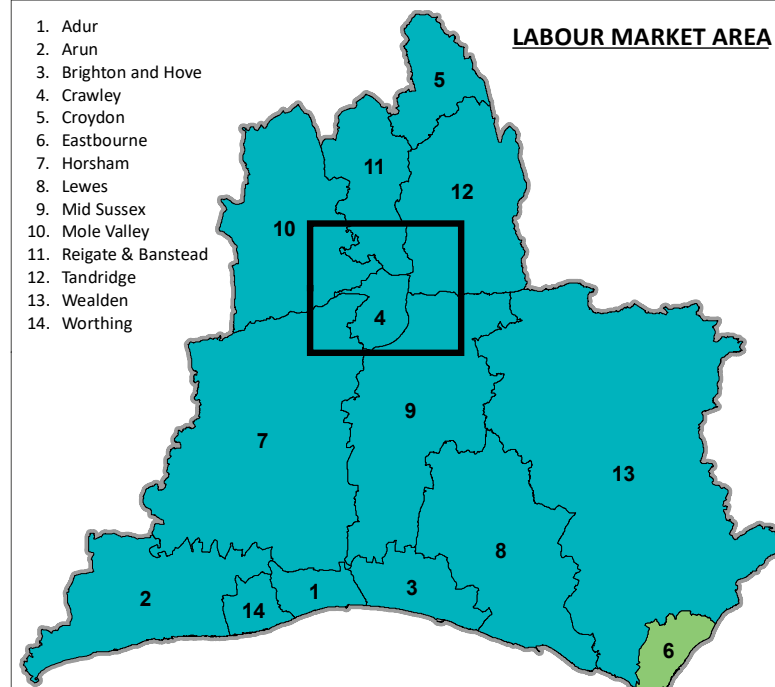 LABOUR MARKET AREA
1. Adur
2. Arun
3. Brighton and Hove
4. Crawley
5. Croydon
6. Eastbourne
7. Horsham
8. Lewes
9. Mid Sussex
10. Mole Valley
11. Reigate & Banstead
12. Tandridge
13. Wealden
14. Worthing
5
11
12
10
4
9
7
13
8
2
14
1
3
6